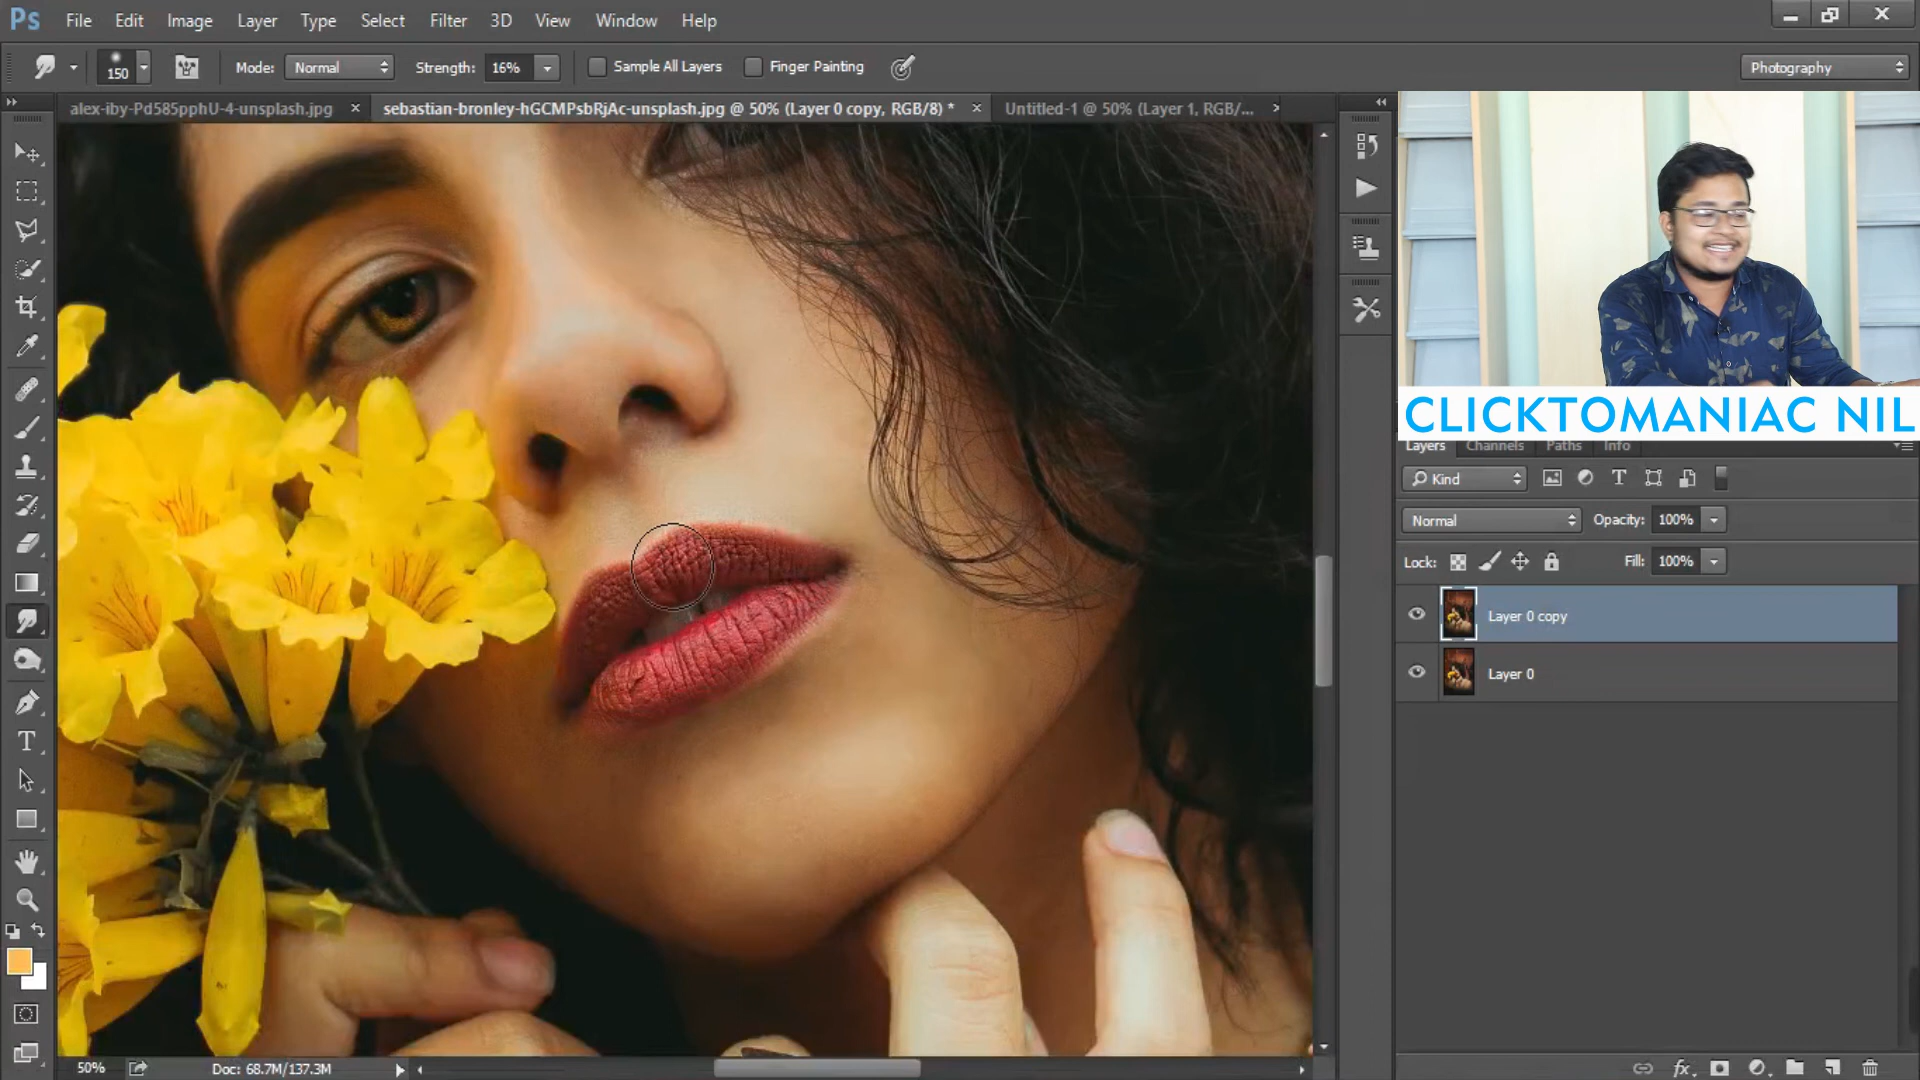 Ps File Edit Image Layer Type Select Filter 3D View Window Help
150 Mode: Normal Strength: 16% Sample All Layers Finger Painting Photography
alex-iby-Pd585pphU-4-unsplash.jpg × sebastian-bronley-hGCMPsbRjAc-unsplash.jpg @ 50% (Layer 0 copy, RGB/8) * × Untitled-1 @ 50% (Layer 1, RGB/...
CLICKTOMANIAC NIL
Layers Channels Paths Info
Kind
Normal Opacity: 100%
Lock: Fill: 100%
Layer 0 copy
Layer 0
50% Doc: 68.7M/137.3M